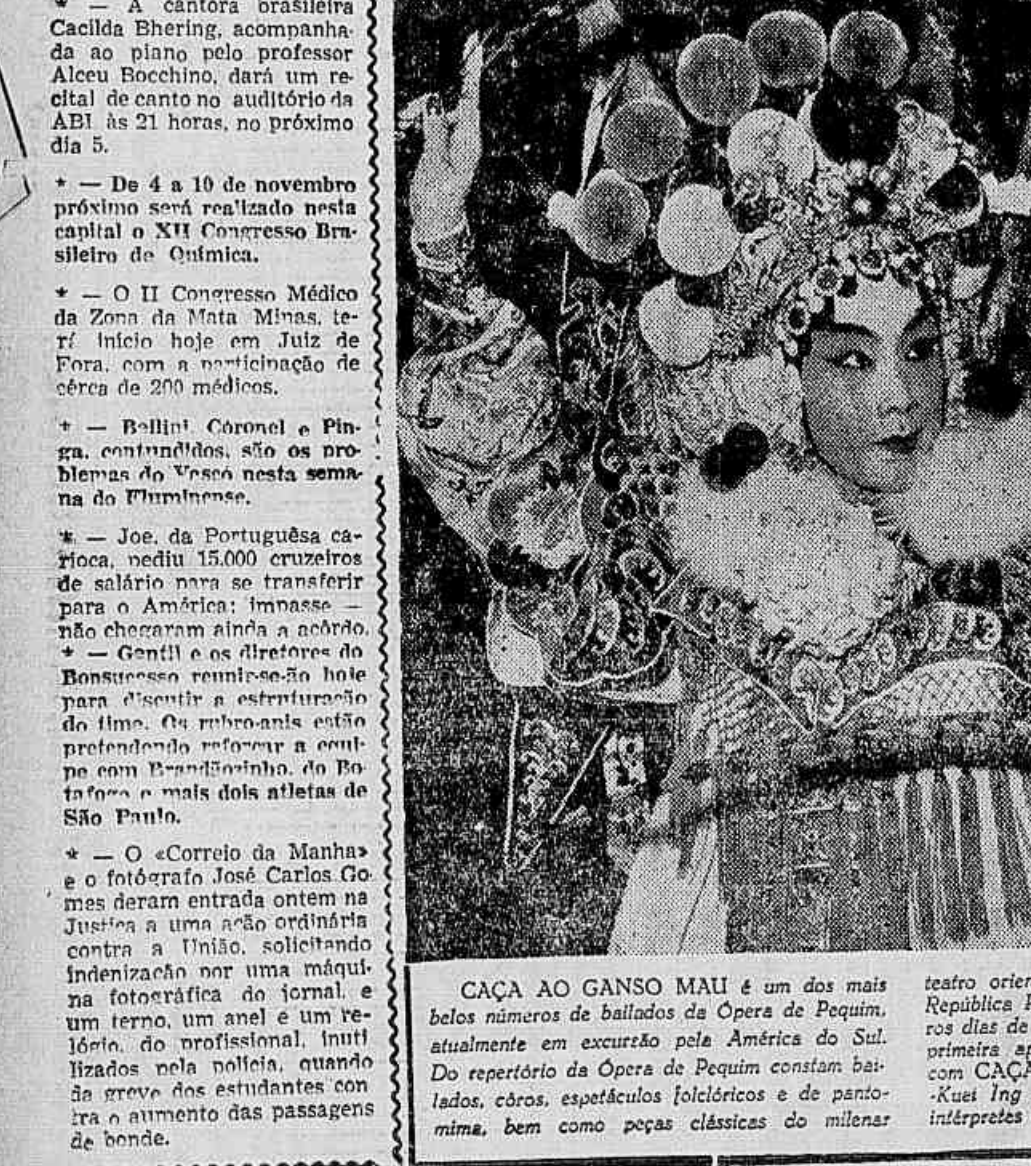 * — A cantora brasileira
Cacilda Bhering, acompanha-
da ao piano pelo professor
Alceu Bocchino, dará um re-
cital de canto no auditório da
ABI às 21 horas, no próximo
dia 5.
* — De 4 a 10 de novembro
próximo será realizado nesta
capital o XII Congresso Bra-
sileiro de Química.
* — O II Congresso Médico
da Zona da Mata Minas, te-
rá início hoje em Juiz de
Fora, com a participação de
cêrca de 200 médicos.
* — Bellini, Coronel e Pin-
ga, contundidos, são os pro-
blemas do Vasco nesta sema-
na do Fluminense.
* — Joe, da Portuguêsa ca-
rioca, pediu 15.000 cruzeiros
de salário para se transferir
para o América; impasse —
não chegaram ainda a acôrdo.
* — Gentil e os diretores do
Bonsucesso reunir-se-ão hoje
para discutir a estruturação
do time. Os rubro-anis estão
pretendendo reforçar a equi-
pe com Brandãozinho, do Bo-
tafogo e mais dois atletas de
São Paulo.
* — O «Correio da Manha»
e o fotógrafo José Carlos Go-
mes deram entrada ontem na
Justiça a uma ação ordinária
contra a União, solicitando
indenização por uma máqui-
na fotográfica do jornal, e
um terno, um anel e um re-
lógio, do profissional, inuti
lizados pela polícia, quando
da greve dos estudantes con
tra o aumento das passagens
de bonde.
CAÇA AO GANSO MAU é um dos mais
belos números de bailados da Ópera de Pequim,
atualmente em excursão pela América do Sul.
Do repertório da Ópera de Pequim constam bai-
lados, côros, espetáculos folclóricos e de panto-
mima, bem como peças clássicas do milenar
teatro orien
República
ros dias de
primeira
com CAÇA
-Kuei Ing
intérpretes